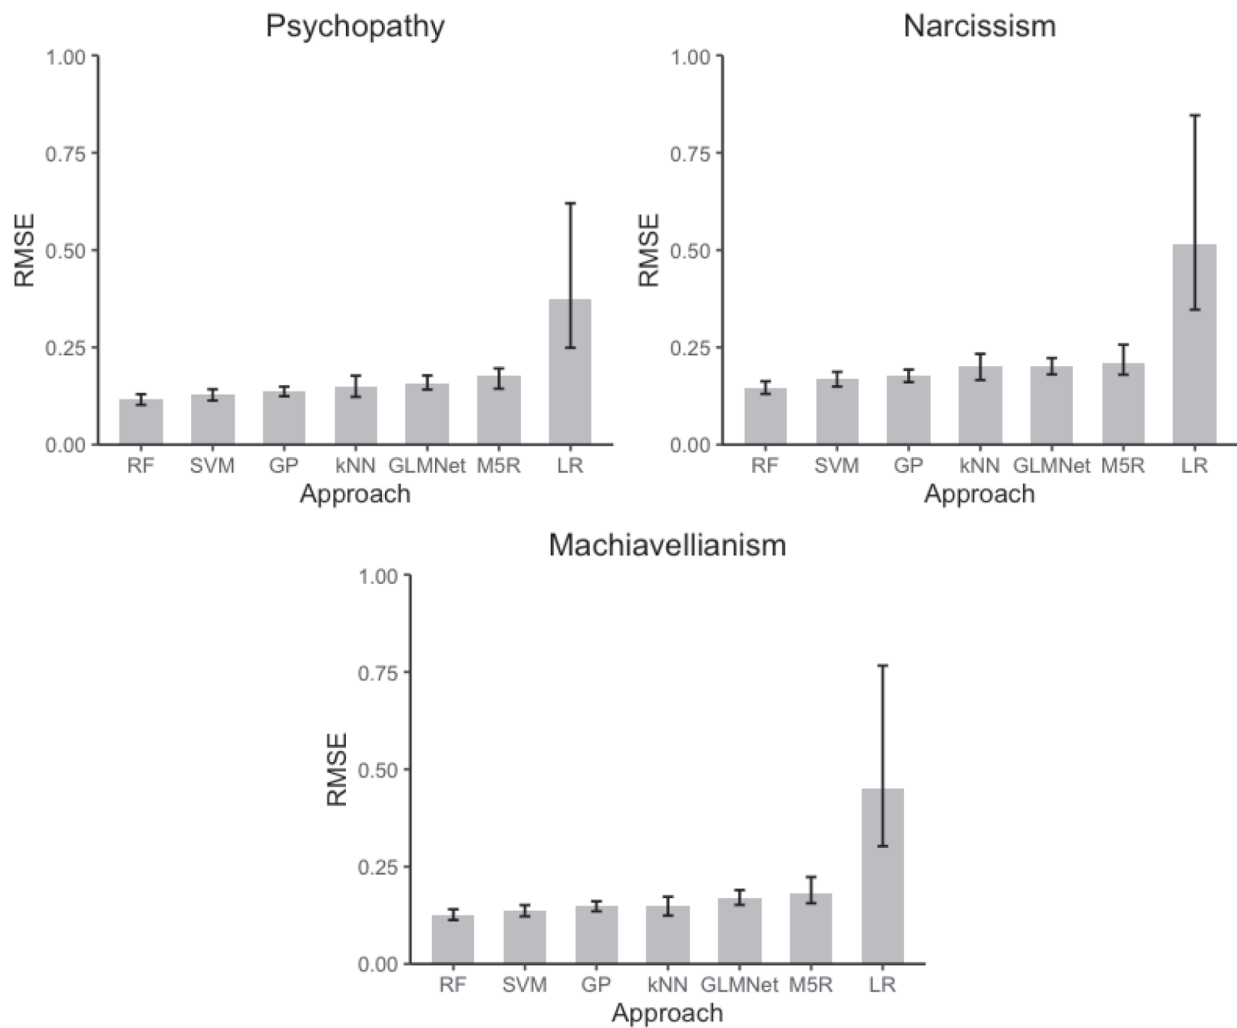 Psychopathy
1.00
0.75
0.50
0.25
0.00
RMSE
RF SVM GP kNN GLMNet M5R LR
Approach
Narcissism
1.00
0.75
0.50
0.25
0.00
RMSE
RF SVM GP kNN GLMNet M5R LR
Approach
Machiavellianism
1.00
0.75
0.50
0.25
0.00
RMSE
RF SVM GP kNN GLMNet M5R LR
Approach